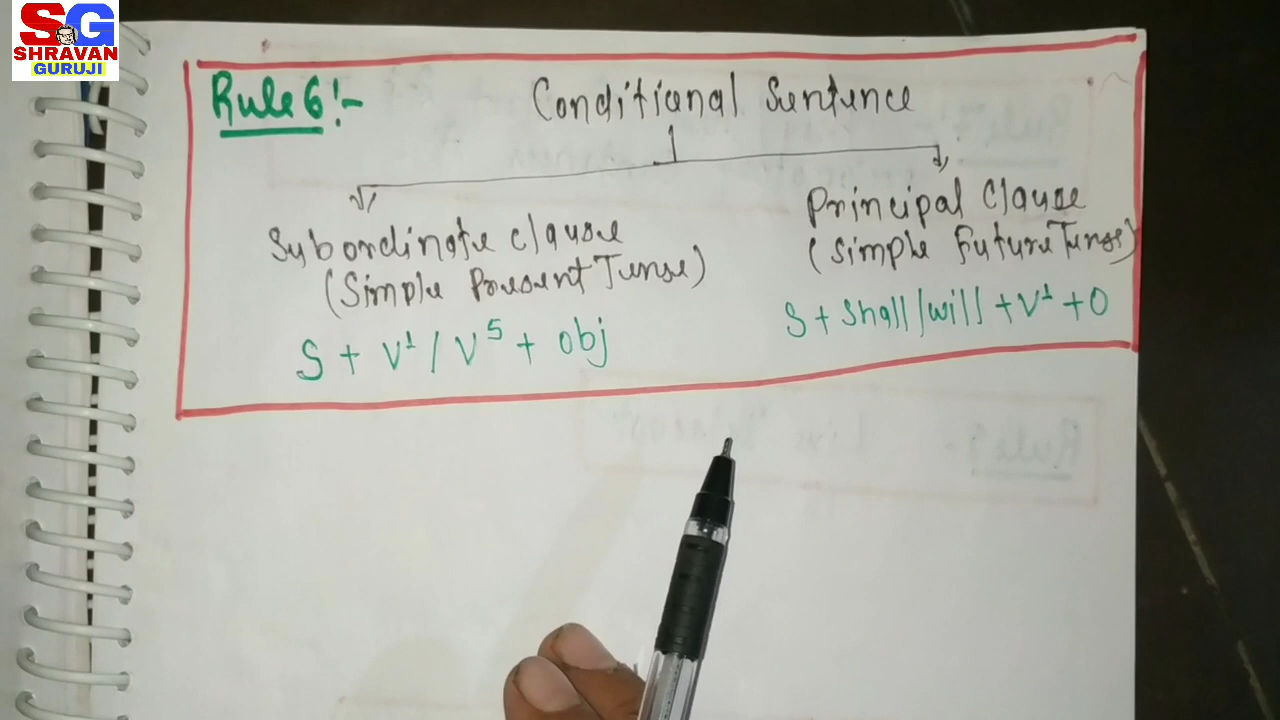 SG
SHRAVAN
GURUJI
Rule 6:-
Conditional Sentence
Subordinate clause
(Simple Present Tense)
S + V¹ / V⁵ + obj
Principal Clause
(Simple Future Tense)
S + Shall/will + V¹ + O